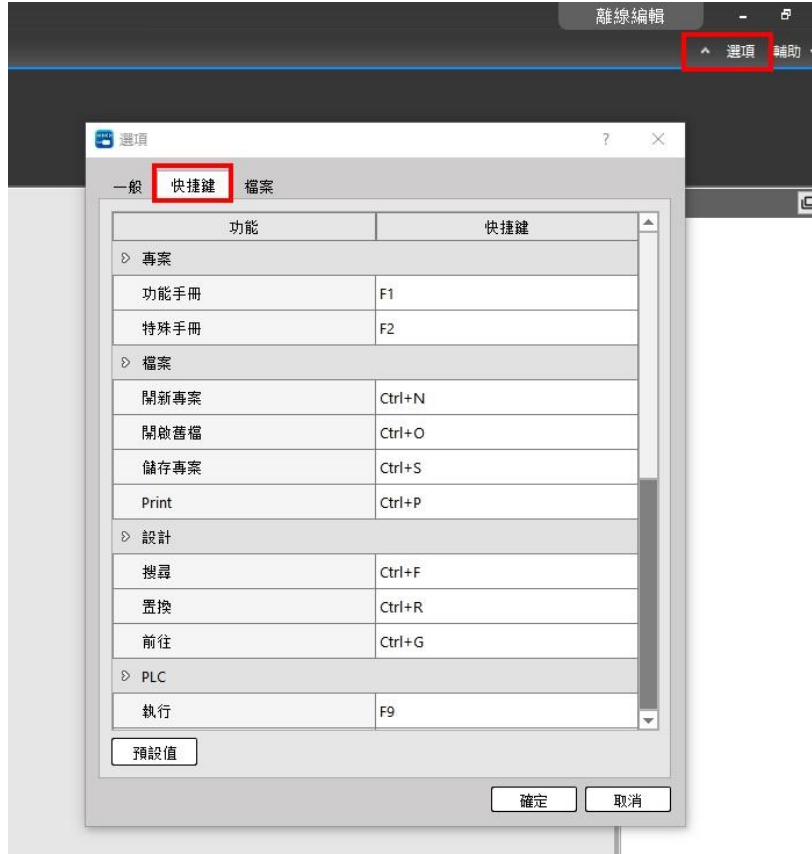 離線編輯
選項 輔助
選項
一般 快捷鍵 檔案
功能 快捷鍵
專案
功能手冊 F1
特殊手冊 F2
檔案
開新專案 Ctrl+N
開啟舊檔 Ctrl+O
儲存專案 Ctrl+S
Print Ctrl+P
設計
搜尋 Ctrl+F
置換 Ctrl+R
前往 Ctrl+G
PLC
執行 F9
預設值
確定 取消